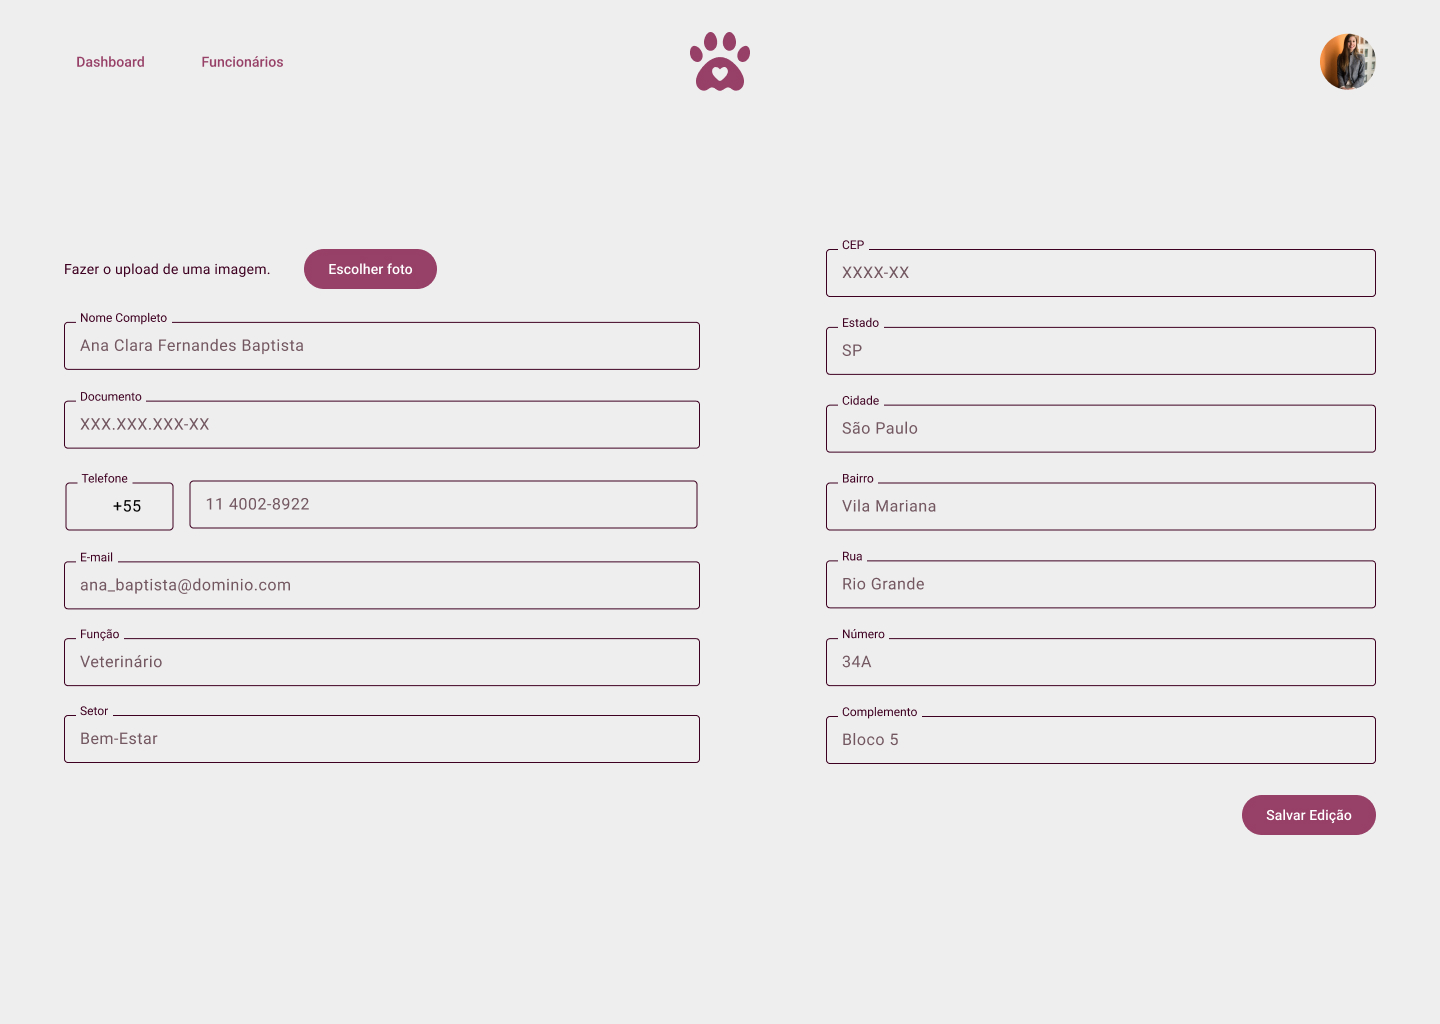 Dashboard
Funcionários
Fazer o upload de uma imagem.
Escolher foto
Nome Completo
Ana Clara Fernandes Baptista
Documento
XXX.XXX.XXX-XX
Telefone
+55
11 4002-8922
E-mail
ana_baptista@dominio.com
Função
Veterinário
Setor
Bem-Estar
CEP
XXXX-XX
Estado
SP
Cidade
São Paulo
Bairro
Vila Mariana
Rua
Rio Grande
Número
34A
Complemento
Bloco 5
Salvar Edição